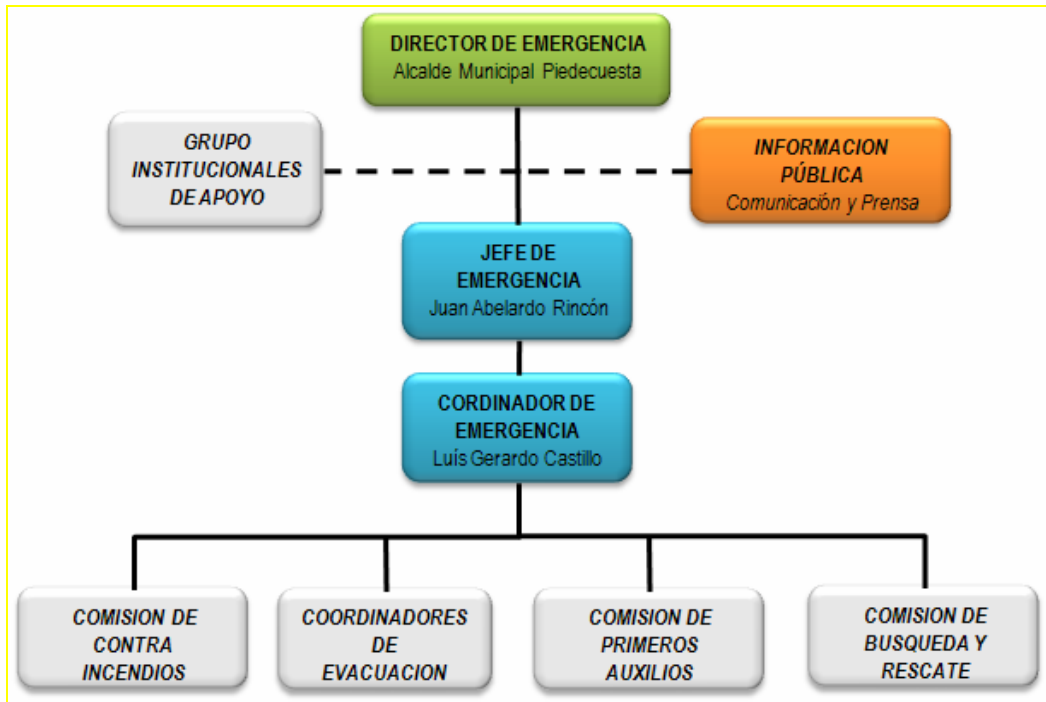 DIRECTOR DE EMERGENCIA
Alcalde Municipal Piedecuesta
GRUPO
INSTITUCIONALES
DE APOYO
INFORMACION
PÚBLICA
Comunicación y Prensa
JEFE DE
EMERGENCIA
Juan Abelardo Rincón
CORDINADOR DE
EMERGENCIA
Luís Gerardo Castillo
COMISION DE
CONTRA
INCENDIOS
COORDINADORES
DE
EVACUACION
COMISION DE
PRIMEROS
AUXILIOS
COMISION DE
BUSQUEDA Y
RESCATE